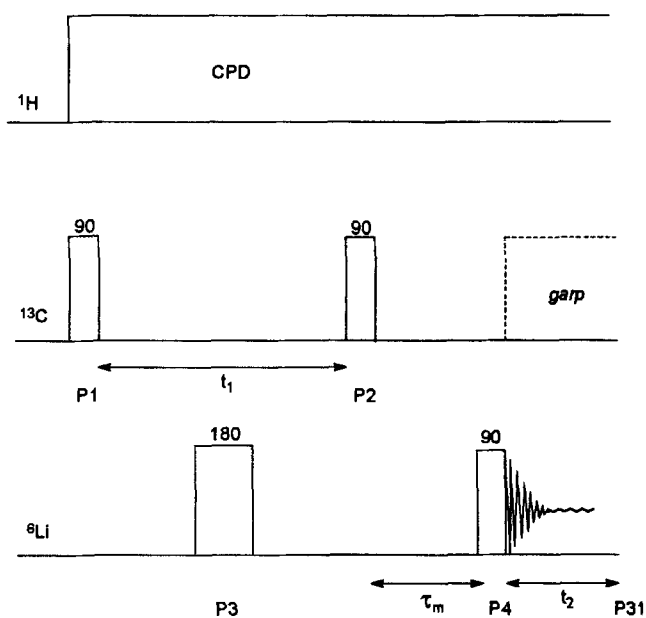 CPD
¹H
90 90
garp
¹³C
t₁
P1 P2
180 90
⁶Li
τₘ t₂
P3 P4 P31